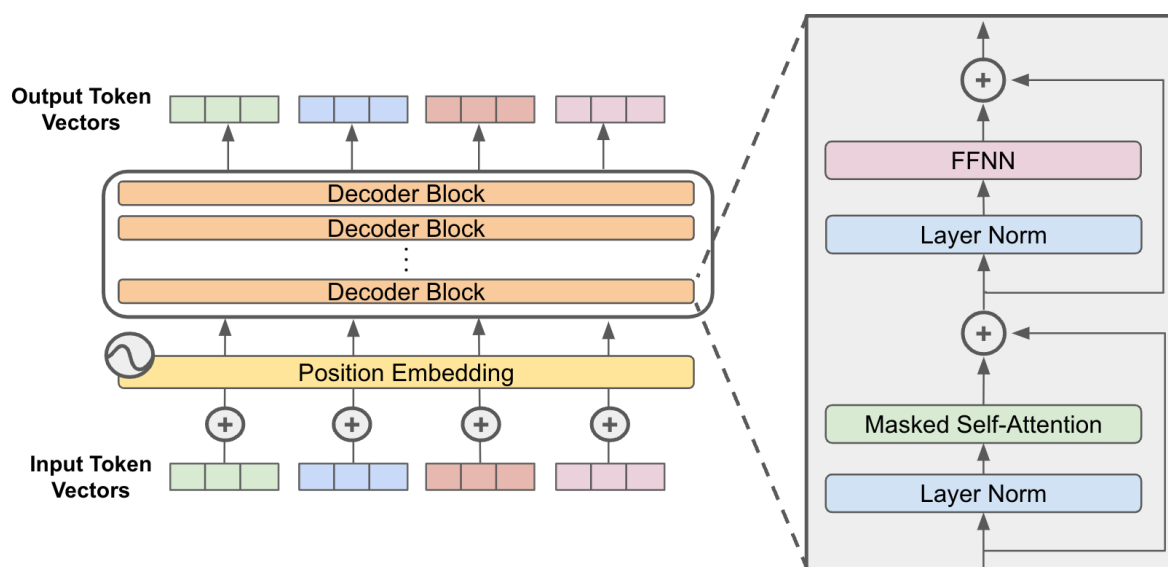 Output Token
Vectors
Decoder Block
Decoder Block
⋮
Decoder Block
Position Embedding
Input Token
Vectors
FFNN
Layer Norm
Masked Self-Attention
Layer Norm